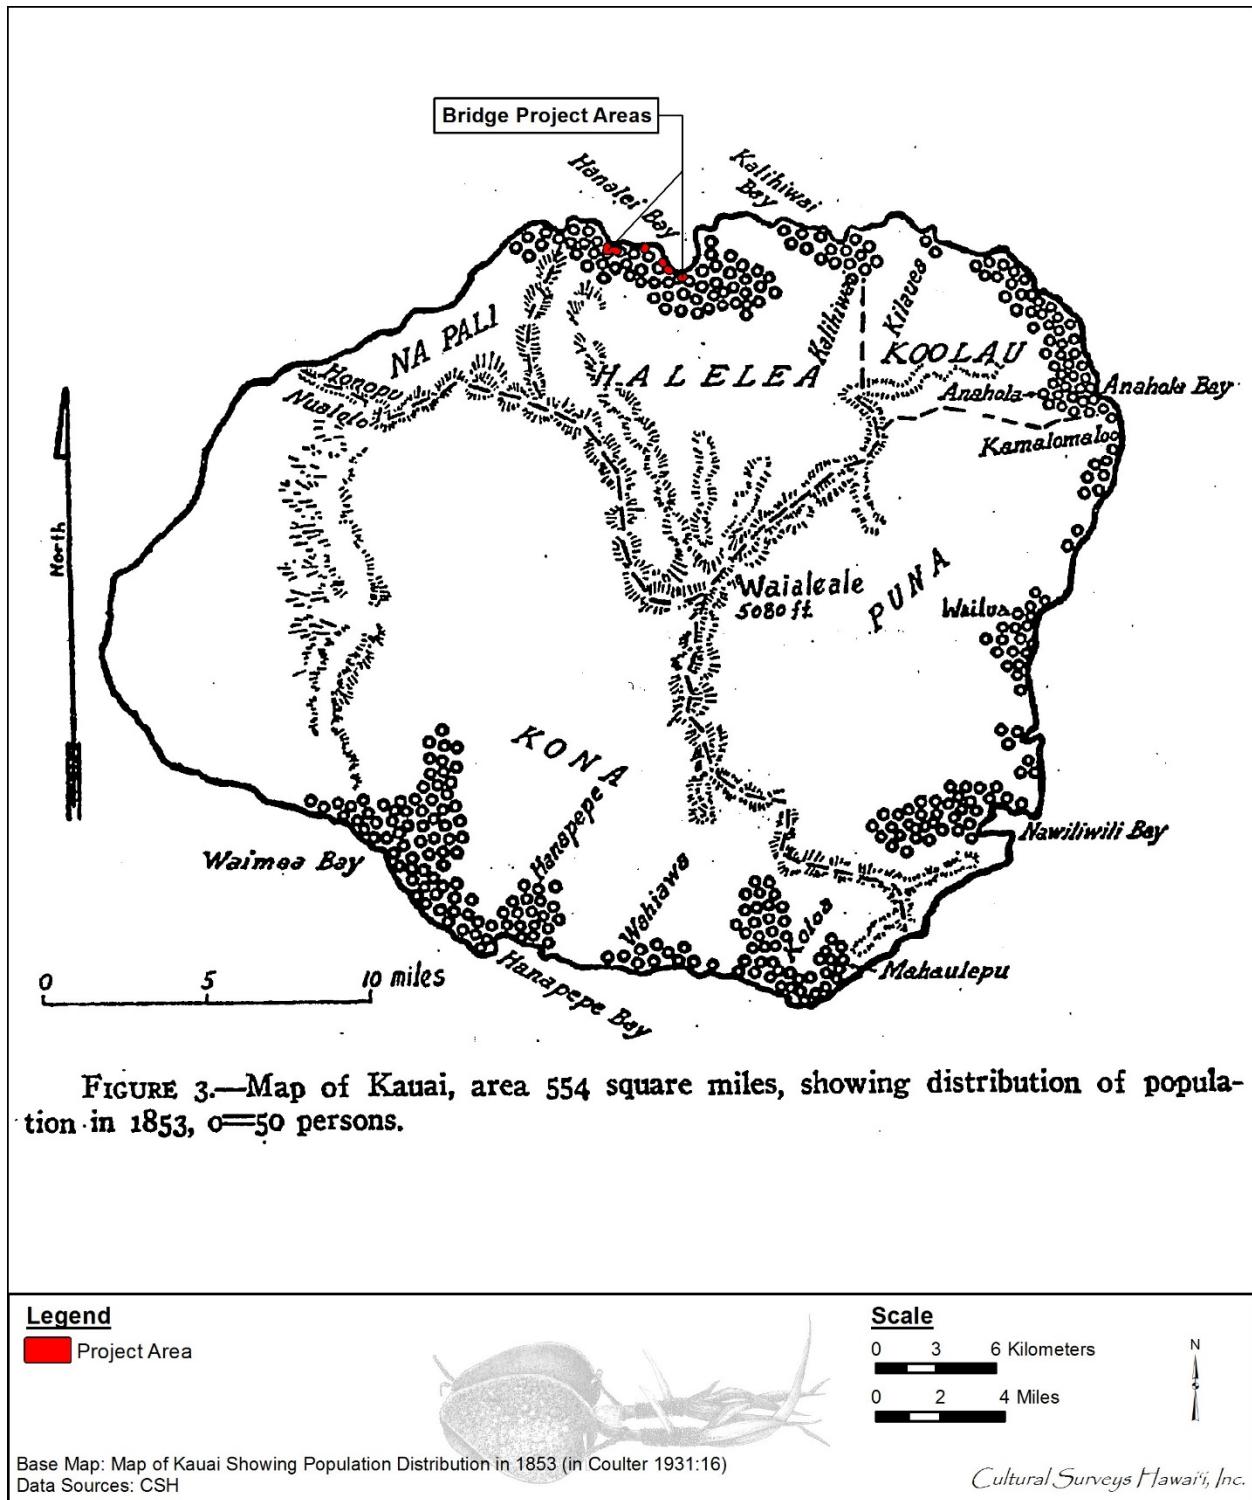 Bridge Project Areas
Hanalei Bay
Kalihiwai
Bay
NA PALI
Honopu
Nualolo
HALELEA
Kalihiwai
Kilauea
KOOLAU
Anahola
Anahola Bay
Kamalomaloo
North
Waialeale
5080 ft
PUNA
Wailua
KONA
Hanapepe
Waimea Bay
Wahiawa
Koloa
Nawiliwili Bay
Mahaulepu
Hanapepe Bay
0 5 10 miles
FIGURE 3.—Map of Kauai, area 554 square miles, showing distribution of popula-
tion in 1853, o=50 persons.
Legend
Project Area
Scale
0 3 6 Kilometers
0 2 4 Miles
N
Base Map: Map of Kauai Showing Population Distribution in 1853 (in Coulter 1931:16)
Data Sources: CSH
Cultural Surveys Hawaiʻi, Inc.